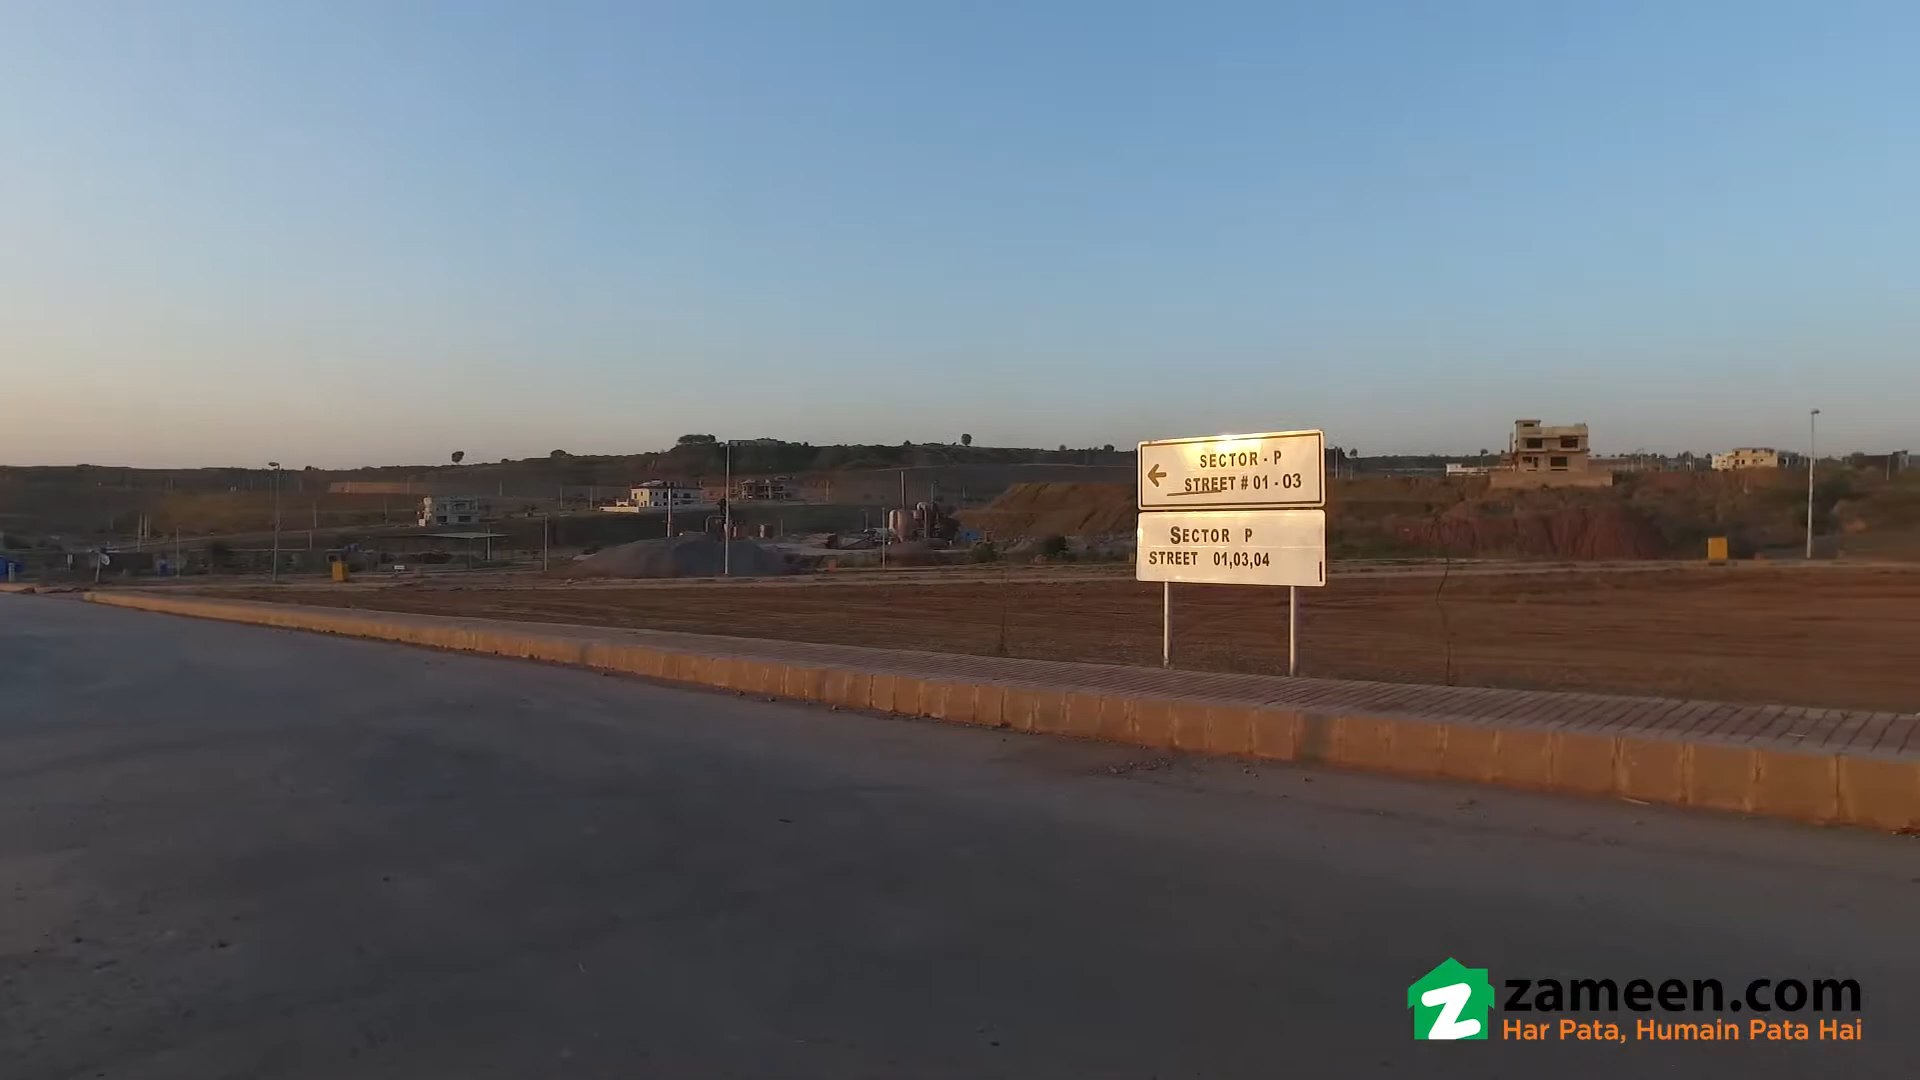 SECTOR - P
STREET # 01 - 03
SECTOR P
STREET 01,03,04
zameen.com
Har Pata, Humain Pata Hai